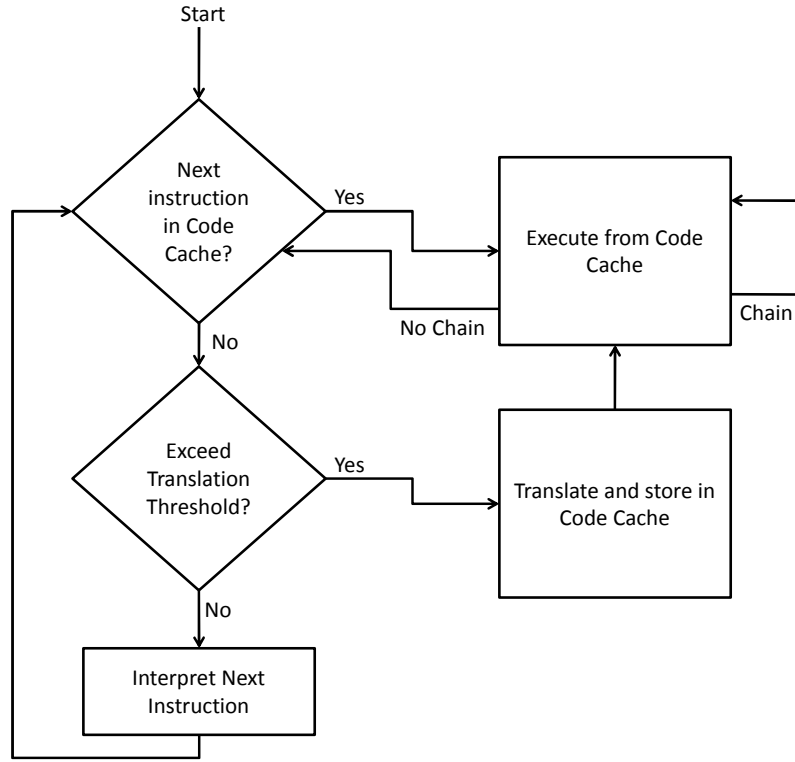 Start
Next
instruction
in Code
Cache?
Yes
Execute from Code
Cache
No Chain
Chain
No
Exceed
Translation
Threshold?
Yes
Translate and store in
Code Cache
No
Interpret Next
Instruction